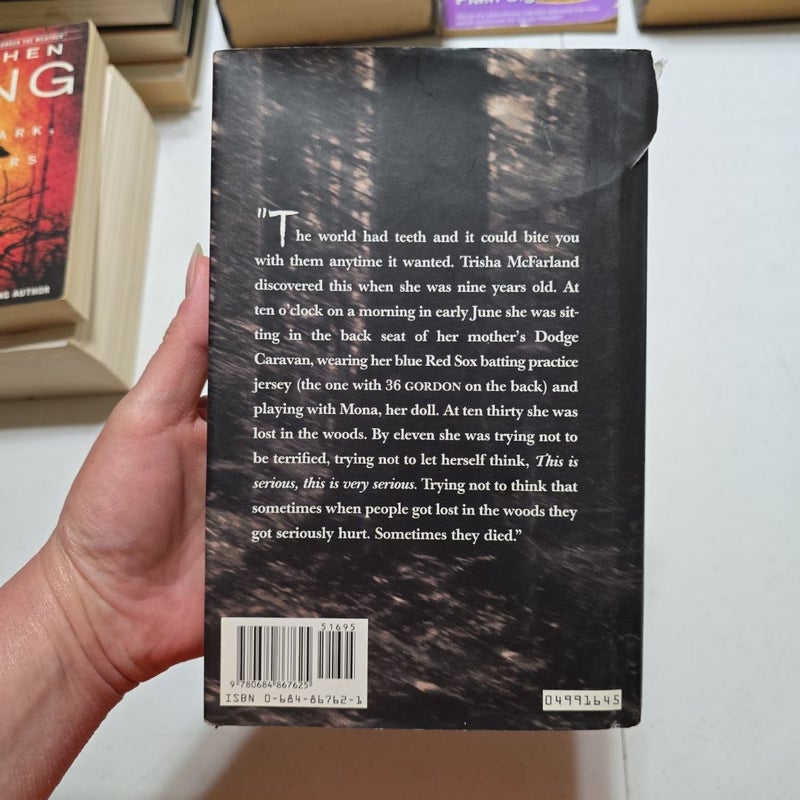 HEN
NG
ARK,
RS
NG AUTHOR
"The world had teeth and it could bite you
with them anytime it wanted. Trisha McFarland
discovered this when she was nine years old. At
ten o'clock on a morning in early June she was sit-
ting in the back seat of her mother's Dodge
Caravan, wearing her blue Red Sox batting practice
jersey (the one with 36 GORDON on the back) and
playing with Mona, her doll. At ten thirty she was
lost in the woods. By eleven she was trying not to
be terrified, trying not to let herself think, This is
serious, this is very serious. Trying not to think that
sometimes when people got lost in the woods they
got seriously hurt. Sometimes they died."
51695
9 780684 867625
ISBN 0-684-86762-1
04991645